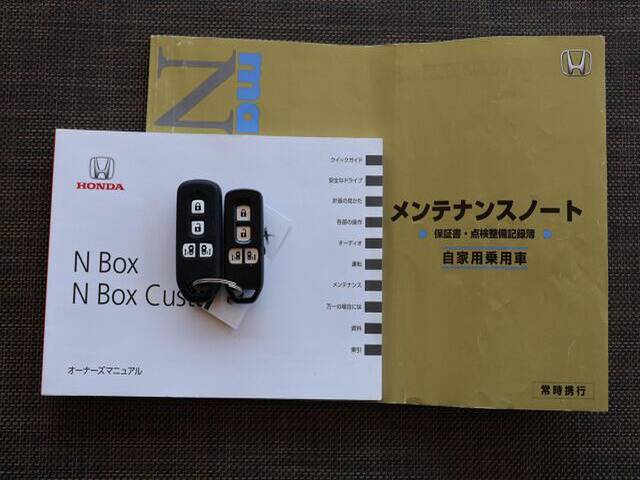 HONDA
N Box
N Box Cust
オーナーズマニュアル
クイックガイド
安全なドライブ
計器の見かた
各部の操作
オーディオ
運転
メンテナンス
万一の場合には
資料
索引
N
ma
メンテナンスノート
保証書・点検整備記録簿
自家用乗用車
常時携行